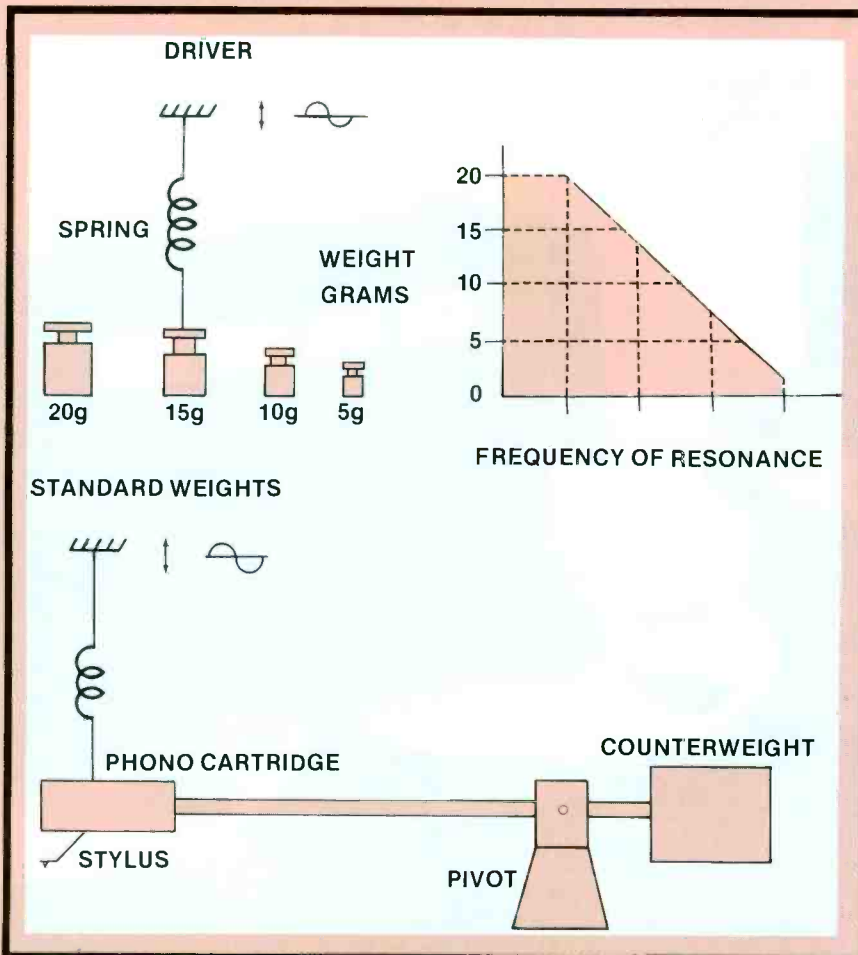 DRIVER
SPRING
WEIGHT
GRAMS
20g
15g
10g
5g
STANDARD WEIGHTS
20
15
10
5
0
FREQUENCY OF RESONANCE
PHONO CARTRIDGE
STYLUS
PIVOT
COUNTERWEIGHT